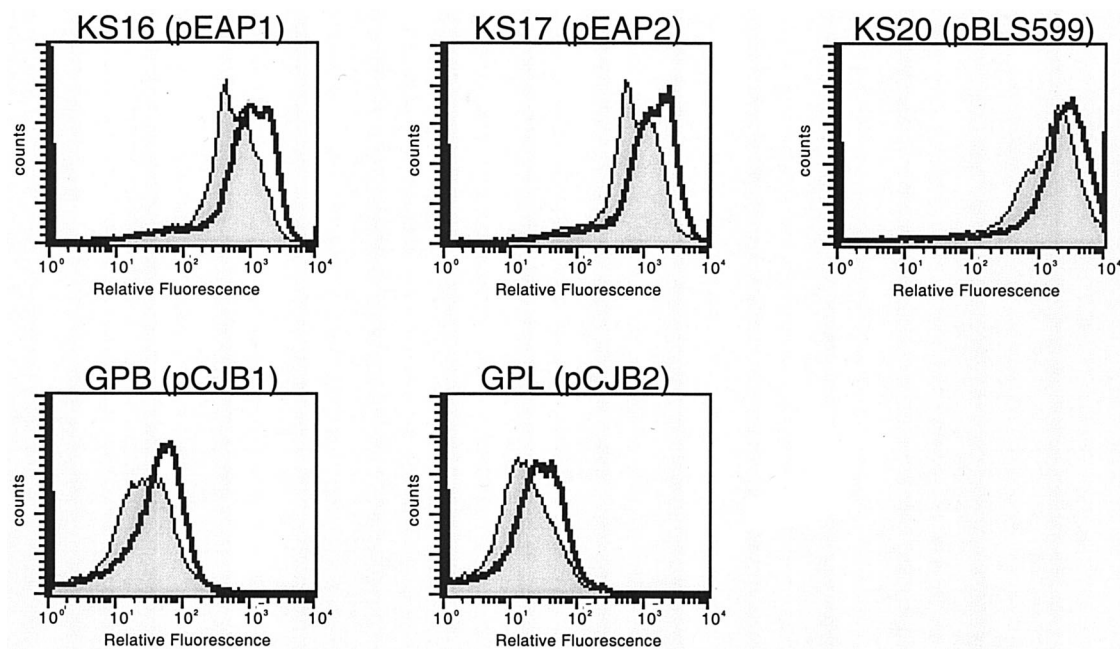 KS16 (pEAP1)
KS17 (pEAP2)
KS20 (pBLS599)
counts
counts
counts
10⁰ 10¹ 10² 10³ 10⁴
10⁰ 10¹ 10² 10³ 10⁴
10⁰ 10¹ 10² 10³ 10⁴
Relative Fluorescence
Relative Fluorescence
Relative Fluorescence
GPB (pCJB1)
GPL (pCJB2)
counts
counts
10⁰ 10¹ 10² 10³ 10⁴
10⁰ 10¹ 10² 10³ 10⁴
Relative Fluorescence
Relative Fluorescence